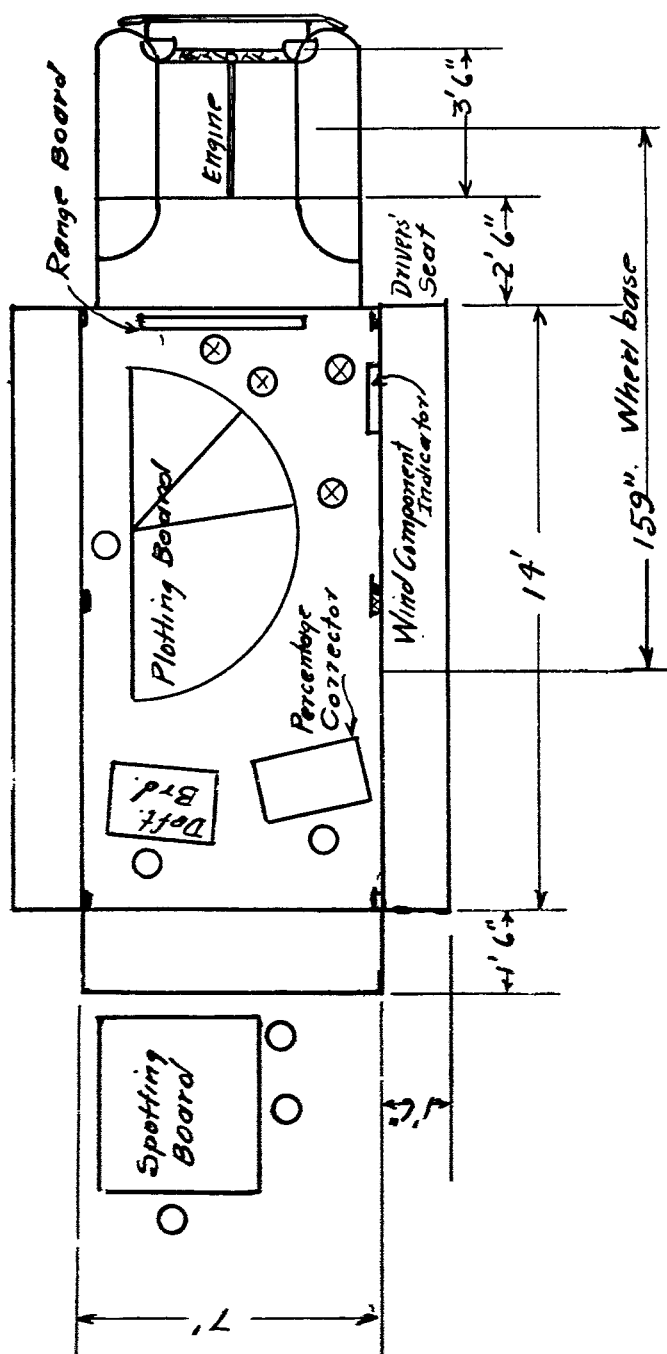 Range Board
Engine
3'6"
2'6"
Drivers'
Seat
Plotting Board
Wind Component
Indicator
159". Wheel base
14'
Percentage
Corrector
Deft.
Brd.
1'6"
1'6"
Spotting
Board
7'